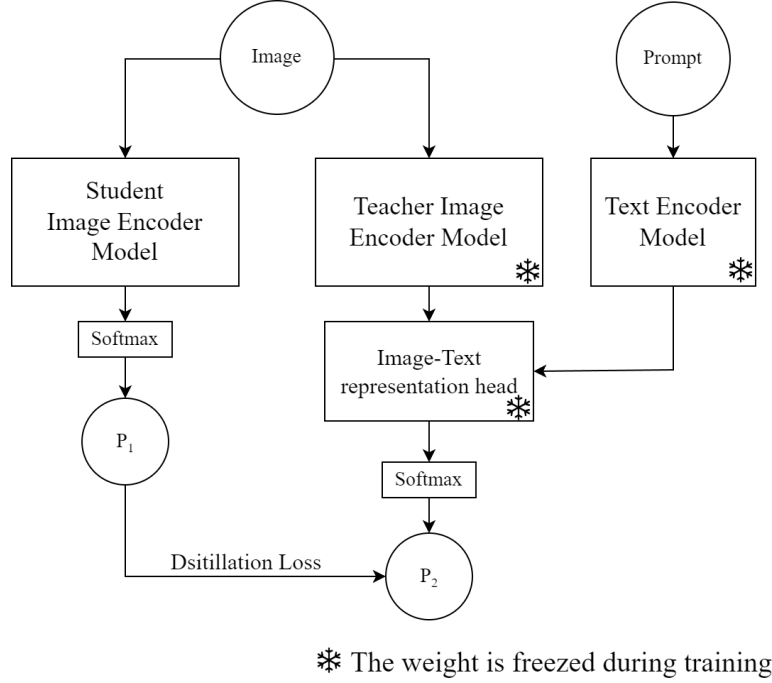 Image
Prompt
Student
Image Encoder
Model
Teacher Image
Encoder Model
Text Encoder
Model
Softmax
Image-Text
representation head
P₁
Softmax
Dsitillation Loss
P₂
The weight is freezed during training